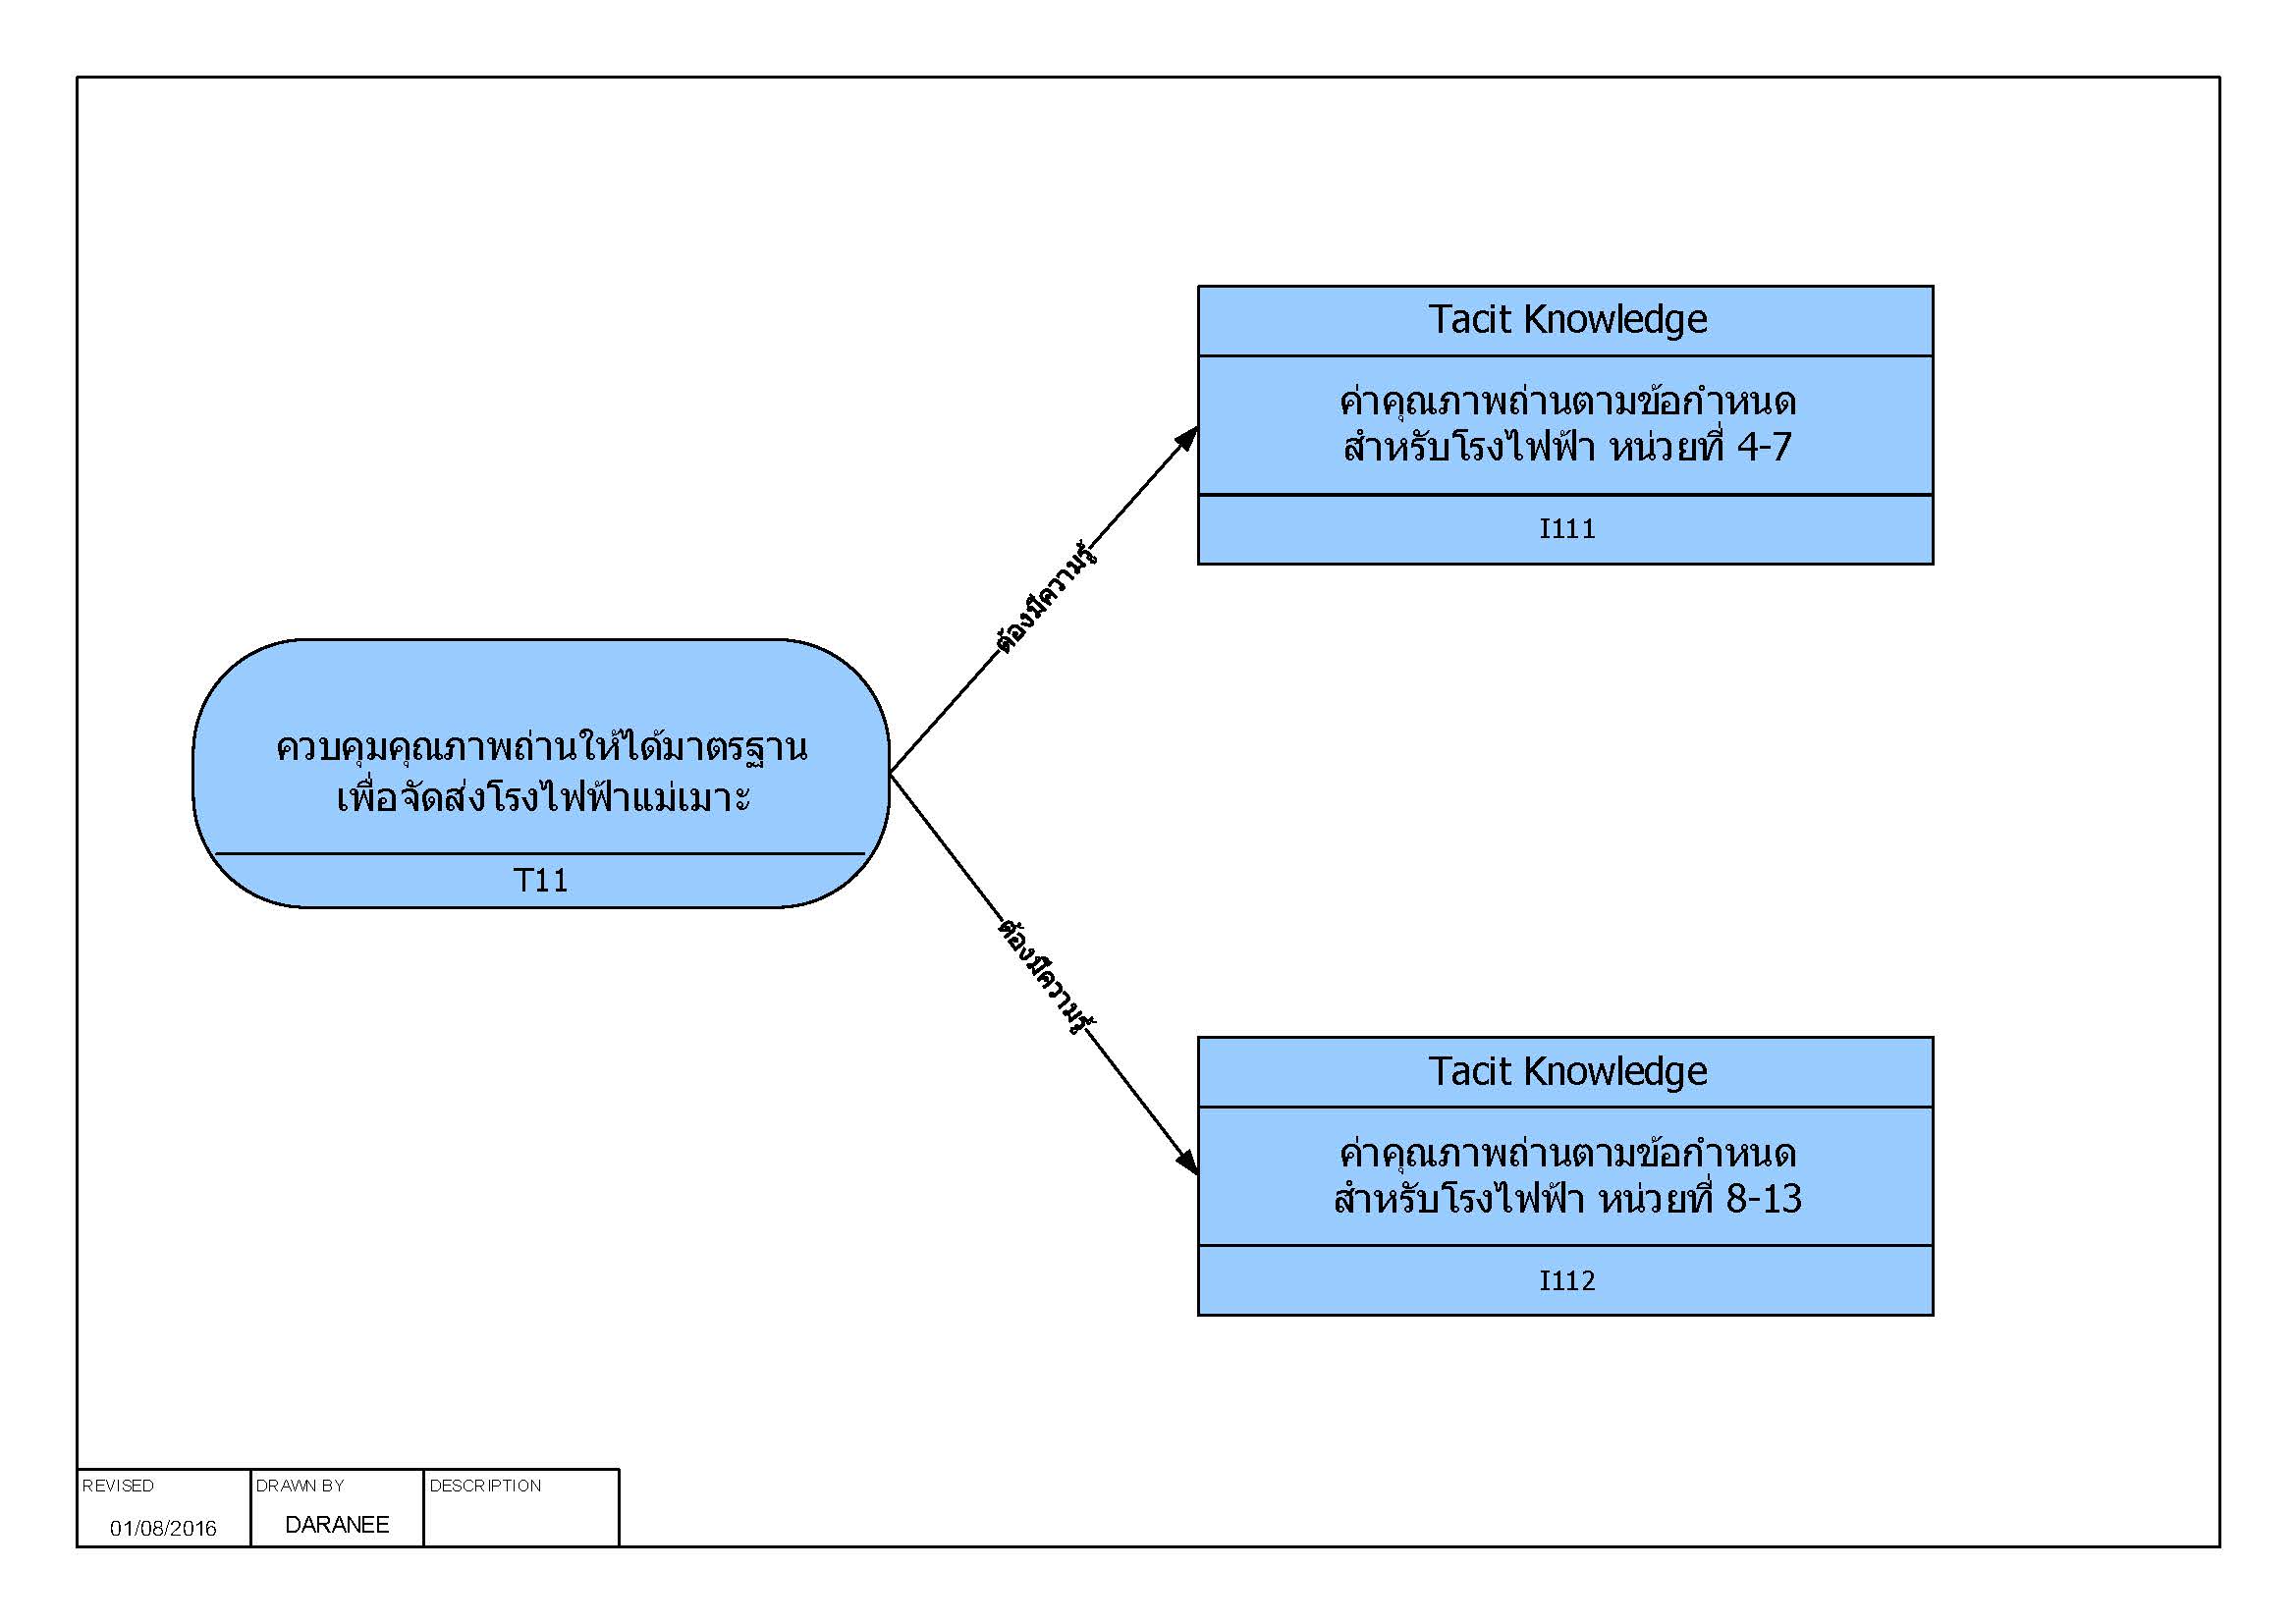 Tacit Knowledge
ค่าคุณภาพถ่านตามข้อกำหนด
สำหรับโรงไฟฟ้า หน่วยที่ 4-7
I111
ต้องมีความรู้
ควบคุมคุณภาพถ่านให้ได้มาตรฐาน
เพื่อจัดส่งโรงไฟฟ้าแม่เมาะ
T11
ต้องมีความรู้
Tacit Knowledge
ค่าคุณภาพถ่านตามข้อกำหนด
สำหรับโรงไฟฟ้า หน่วยที่ 8-13
I112
REVISED
01/08/2016
DRAWN BY
DARANEE
DESCRIPTION